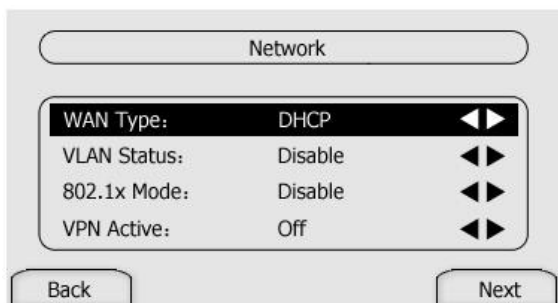 Network
WAN Type: DHCP
VLAN Status: Disable
802.1x Mode: Disable
VPN Active: Off
Back Next